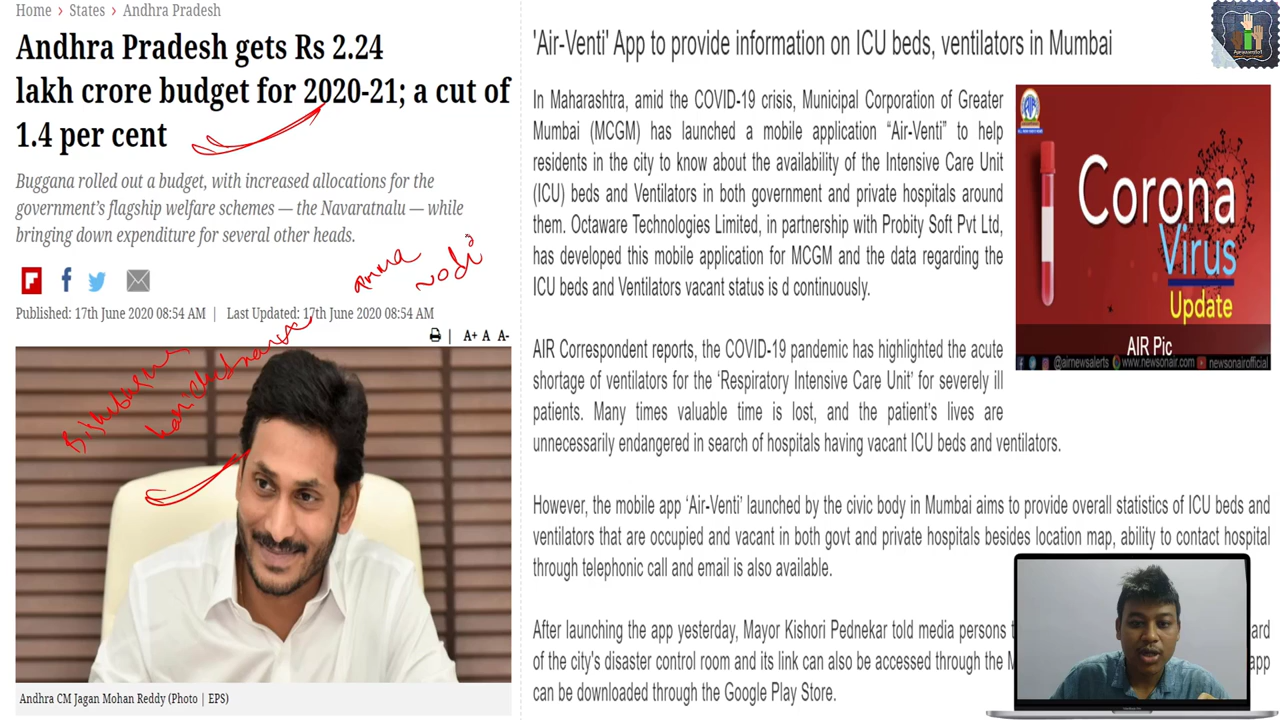 Home › States › Andhra Pradesh
Andhra Pradesh gets Rs 2.24
lakh crore budget for 2020-21; a cut of
1.4 per cent
Buggana rolled out a budget, with increased allocations for the
government's flagship welfare schemes — the Navaratnalu — while
bringing down expenditure for several other heads.
Published: 17th June 2020 08:54 AM | Last Updated: 17th June 2020 08:54 AM
A+ A A-
Andhra CM Jagan Mohan Reddy (Photo | EPS)
'Air-Venti' App to provide information on ICU beds, ventilators in Mumbai
In Maharashtra, amid the COVID-19 crisis, Municipal Corporation of Greater
Mumbai (MCGM) has launched a mobile application “Air-Venti” to help
residents in the city to know about the availability of the Intensive Care Unit
(ICU) beds and Ventilators in both government and private hospitals around
them. Octaware Technologies Limited, in partnership with Probity Soft Pvt Ltd,
has developed this mobile application for MCGM and the data regarding the
ICU beds and Ventilators vacant status is d continuously.
Corona
Virus
Update
AIR Pic
@airnewsalerts www.newsonair.com newsonairofficial
AIR Correspondent reports, the COVID-19 pandemic has highlighted the acute
shortage of ventilators for the ‘Respiratory Intensive Care Unit’ for severely ill
patients. Many times valuable time is lost, and the patient’s lives are
unnecessarily endangered in search of hospitals having vacant ICU beds and ventilators.
However, the mobile app ‘Air-Venti’ launched by the civic body in Mumbai aims to provide overall statistics of ICU beds and
ventilators that are occupied and vacant in both govt and private hospitals besides location map, ability to contact hospital
through telephonic call and email is also available.
After launching the app yesterday, Mayor Kishori Pednekar told media persons
of the city's disaster control room and its link can also be accessed through the
app
can be downloaded through the Google Play Store.